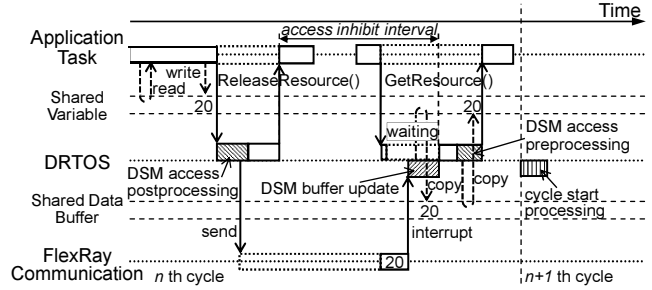 Time
access inhibit interval
Application
Task
write
read
ReleaseResource()
GetResource()
20
20
Shared
Variable
waiting
DSM access
preprocessing
DRTOS
DSM access
postprocessing
DSM buffer update
copy
copy
cycle start
processing
Shared Data
Buffer
20
send
interrupt
FlexRay
Communication
20
n th cycle
n+1 th cycle